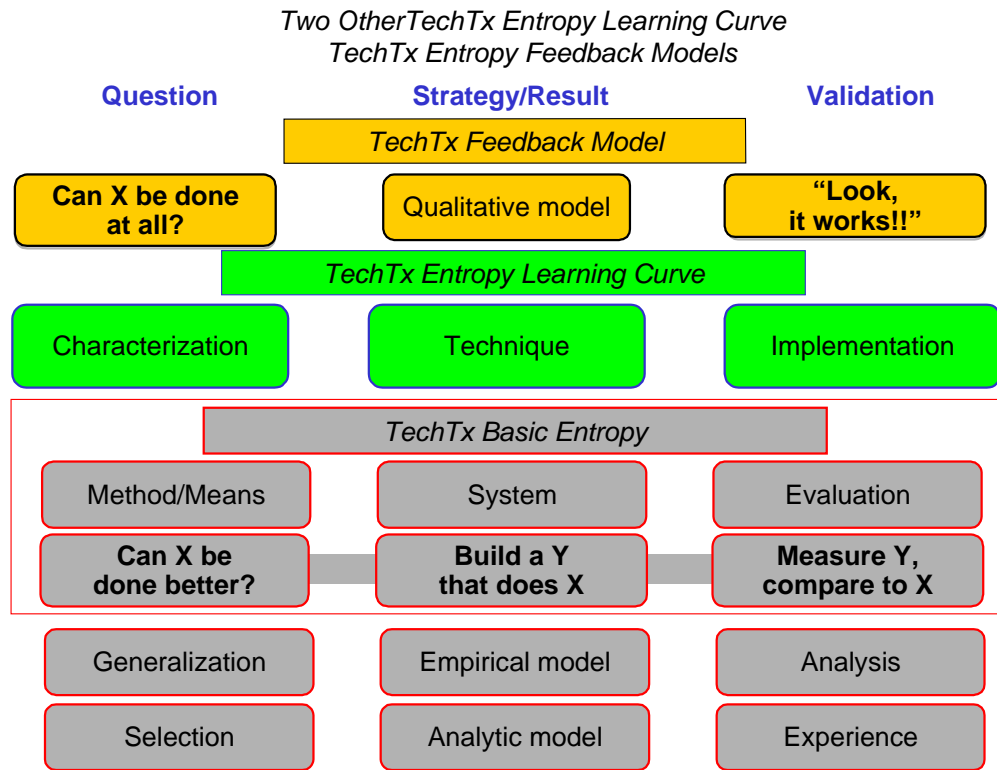 Two OtherTechTx Entropy Learning Curve
TechTx Entropy Feedback Models
Question Strategy/Result Validation
TechTx Feedback Model
Can X be done
at all?
Qualitative model
“Look,
it works!!”
TechTx Entropy Learning Curve
Characterization Technique Implementation
TechTx Basic Entropy
Method/Means System Evaluation
Can X be
done better?
Build a Y
that does X
Measure Y,
compare to X
Generalization Empirical model Analysis
Selection Analytic model Experience